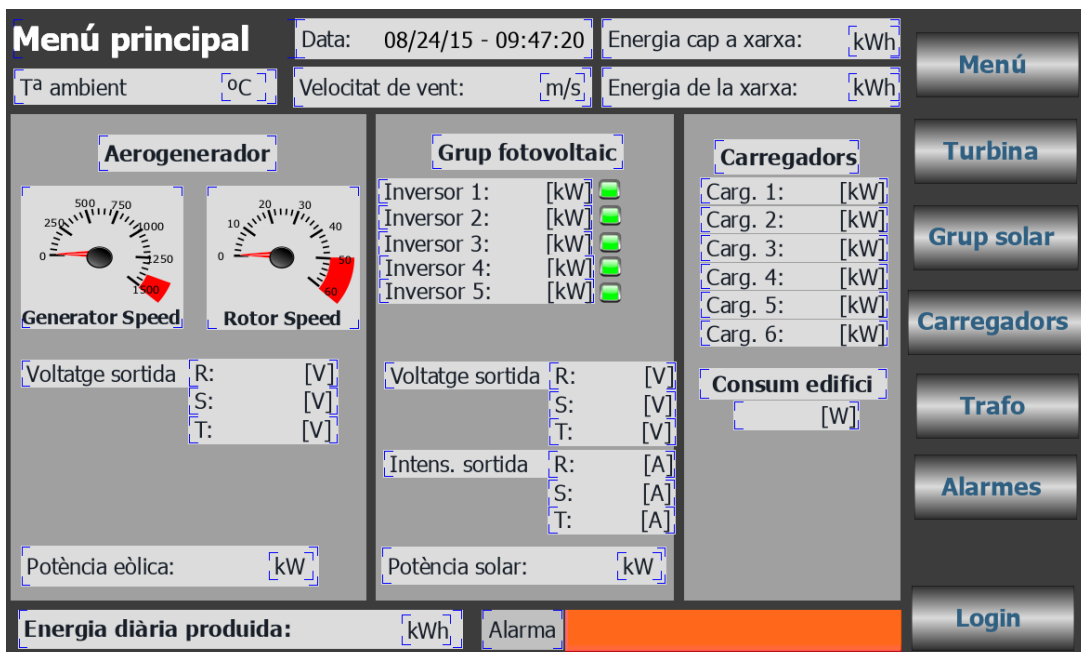 Menú principal
Data: 08/24/15 - 09:47:20
Energia cap a xarxa: kWh
Tª ambient ºC
Velocitat de vent: m/s
Energia de la xarxa: kWh
Menú
Turbina
Grup solar
Carregadors
Trafo
Alarmes
Login
Aerogenerador
0 250 500 750 1000 1250 1500
Generator Speed
0 10 20 30 40 50 60
Rotor Speed
Voltatge sortida R: [V]
S: [V]
T: [V]
Potència eòlica: kW
Grup fotovoltaic
Inversor 1: [kW]
Inversor 2: [kW]
Inversor 3: [kW]
Inversor 4: [kW]
Inversor 5: [kW]
Voltatge sortida R: [V]
S: [V]
T: [V]
Intens. sortida R: [A]
S: [A]
T: [A]
Potència solar: kW
Carregadors
Carg. 1: [kW]
Carg. 2: [kW]
Carg. 3: [kW]
Carg. 4: [kW]
Carg. 5: [kW]
Carg. 6: [kW]
Consum edifici
[W]
Energia diària produida: kWh
Alarma